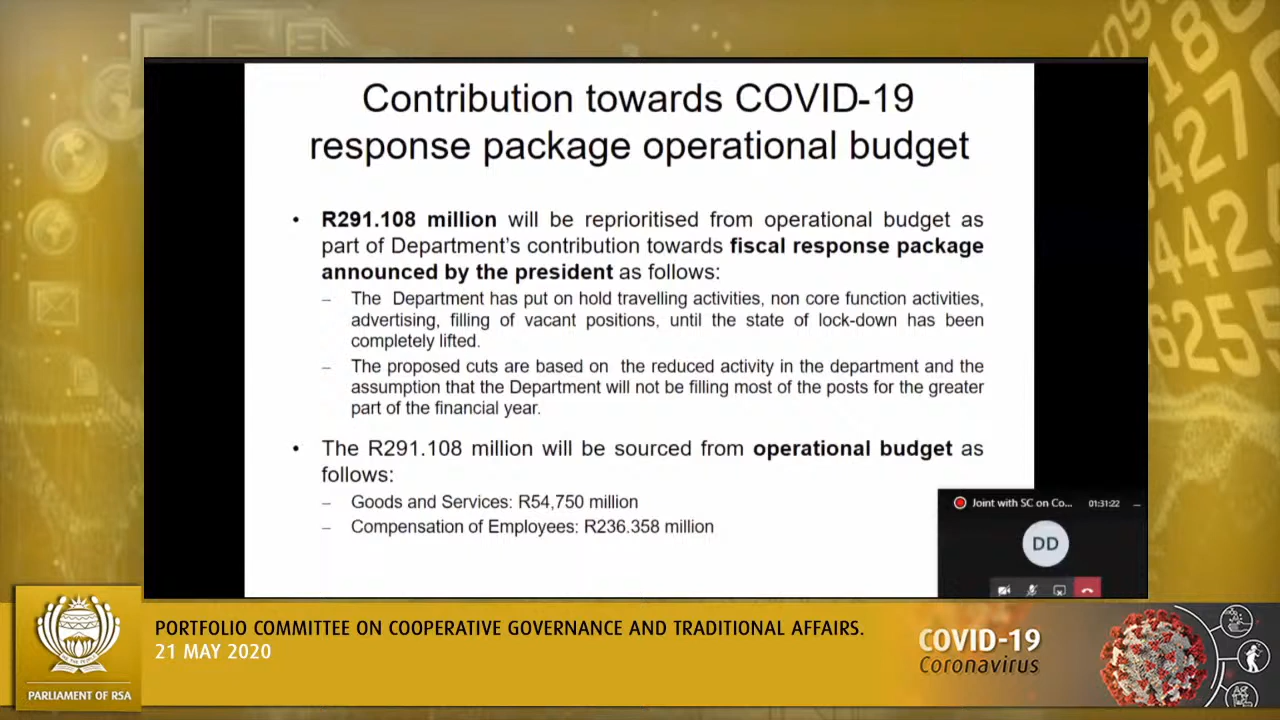 Contribution towards COVID-19
response package operational budget
• R291.108 million will be reprioritised from operational budget as
part of Department's contribution towards fiscal response package
announced by the president as follows:
– The Department has put on hold travelling activities, non core function activities,
advertising, filling of vacant positions, until the state of lock-down has been
completely lifted.
– The proposed cuts are based on the reduced activity in the department and the
assumption that the Department will not be filling most of the posts for the greater
part of the financial year.
• The R291.108 million will be sourced from operational budget as
follows:
– Goods and Services: R54,750 million
– Compensation of Employees: R236.358 million
Joint with SC on Co... 01:31:22
DD
PORTFOLIO COMMITTEE ON COOPERATIVE GOVERNANCE AND TRADITIONAL AFFAIRS.
21 MAY 2020
PARLIAMENT OF RSA
COVID-19
Coronavirus